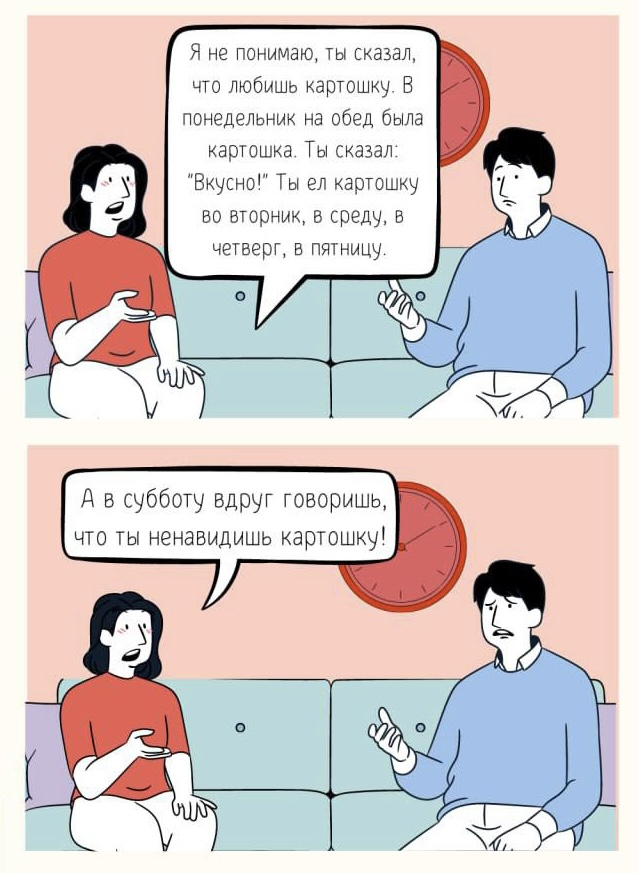 Я не понимаю, ты сказал,
что любишь картошку. В
понедельник на обед была
картошка. Ты сказал:
"Вкусно!" Ты ел картошку
во вторник, в среду, в
четверг, в пятницу.
А в субботу вдруг говоришь,
что ты ненавидишь картошку!